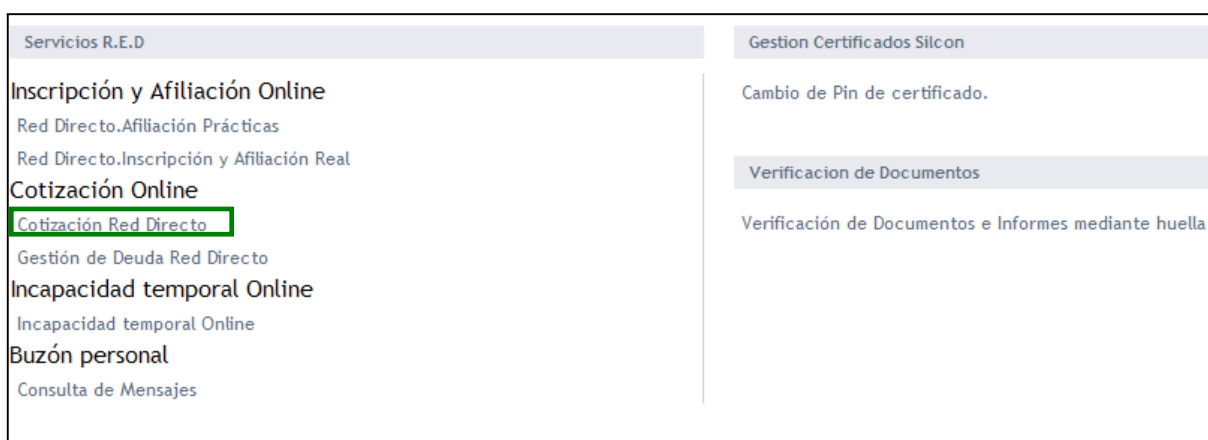 Servicios R.E.D
Inscripción y Afiliación Online
Red Directo.Afiliación Prácticas
Red Directo.Inscripción y Afiliación Real
Cotización Online
Cotización Red Directo
Gestión de Deuda Red Directo
Incapacidad temporal Online
Incapacidad temporal Online
Buzón personal
Consulta de Mensajes
Gestion Certificados Silcon
Cambio de Pin de certificado.
Verificacion de Documentos
Verificación de Documentos e Informes mediante huella